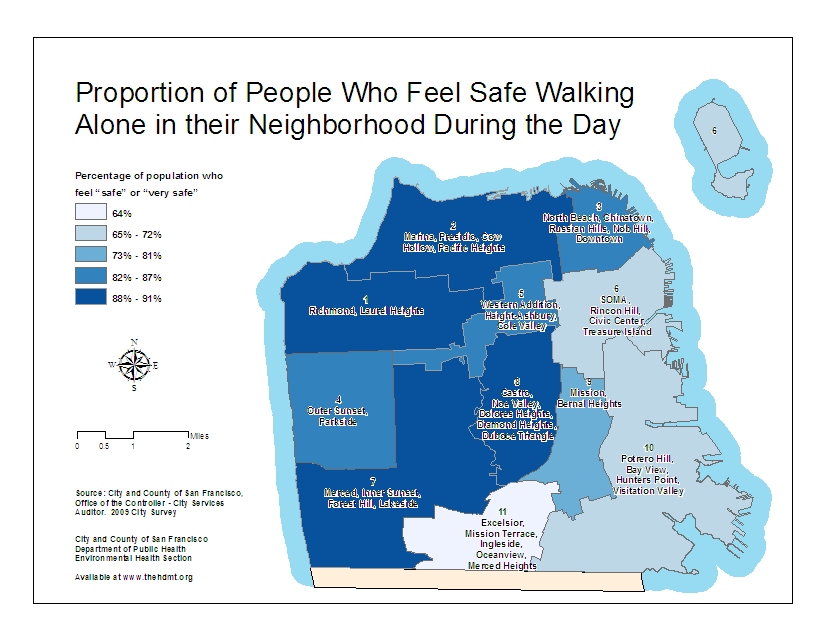 Proportion of People Who Feel Safe Walking
Alone in their Neighborhood During the Day
Percentage of population who
feel “safe” or “very safe”
64%
65% - 72%
73% - 81%
82% - 87%
88% - 91%
N
W E
S
Miles
0 0.5 1 2
Source: City and County of San Francisco,
Office of the Controller - City Services
Auditor. 2005 City Survey
City and County of San Francisco
Department of Public Health
Environmental Health Section
Available at www.thehdmt.org
6
2
Marina, Presidio, Cow
Hollow, Pacific Heights
3
North Beach, Chinatown,
Russian Hills, Nob Hill,
Downtown
1
Richmond, Laurel Heights
5
Western Addition,
Haight-Ashbury,
Cole Valley
6
SOMA,
Rincon Hill,
Civic Center,
Treasure Island
4
Outer Sunset,
Parkside
8
Castro,
Noe Valley,
Dolores Heights,
Diamond Heights,
Duboce Triangle
9
Mission,
Bernal Heights
10
Potrero Hill,
Bay View,
Hunters Point,
Visitation Valley
7
Merced, Inner Sunset,
Forest Hill, Lakeside
11
Excelsior,
Mission Terrace,
Ingleside,
Oceanview,
Merced Heights